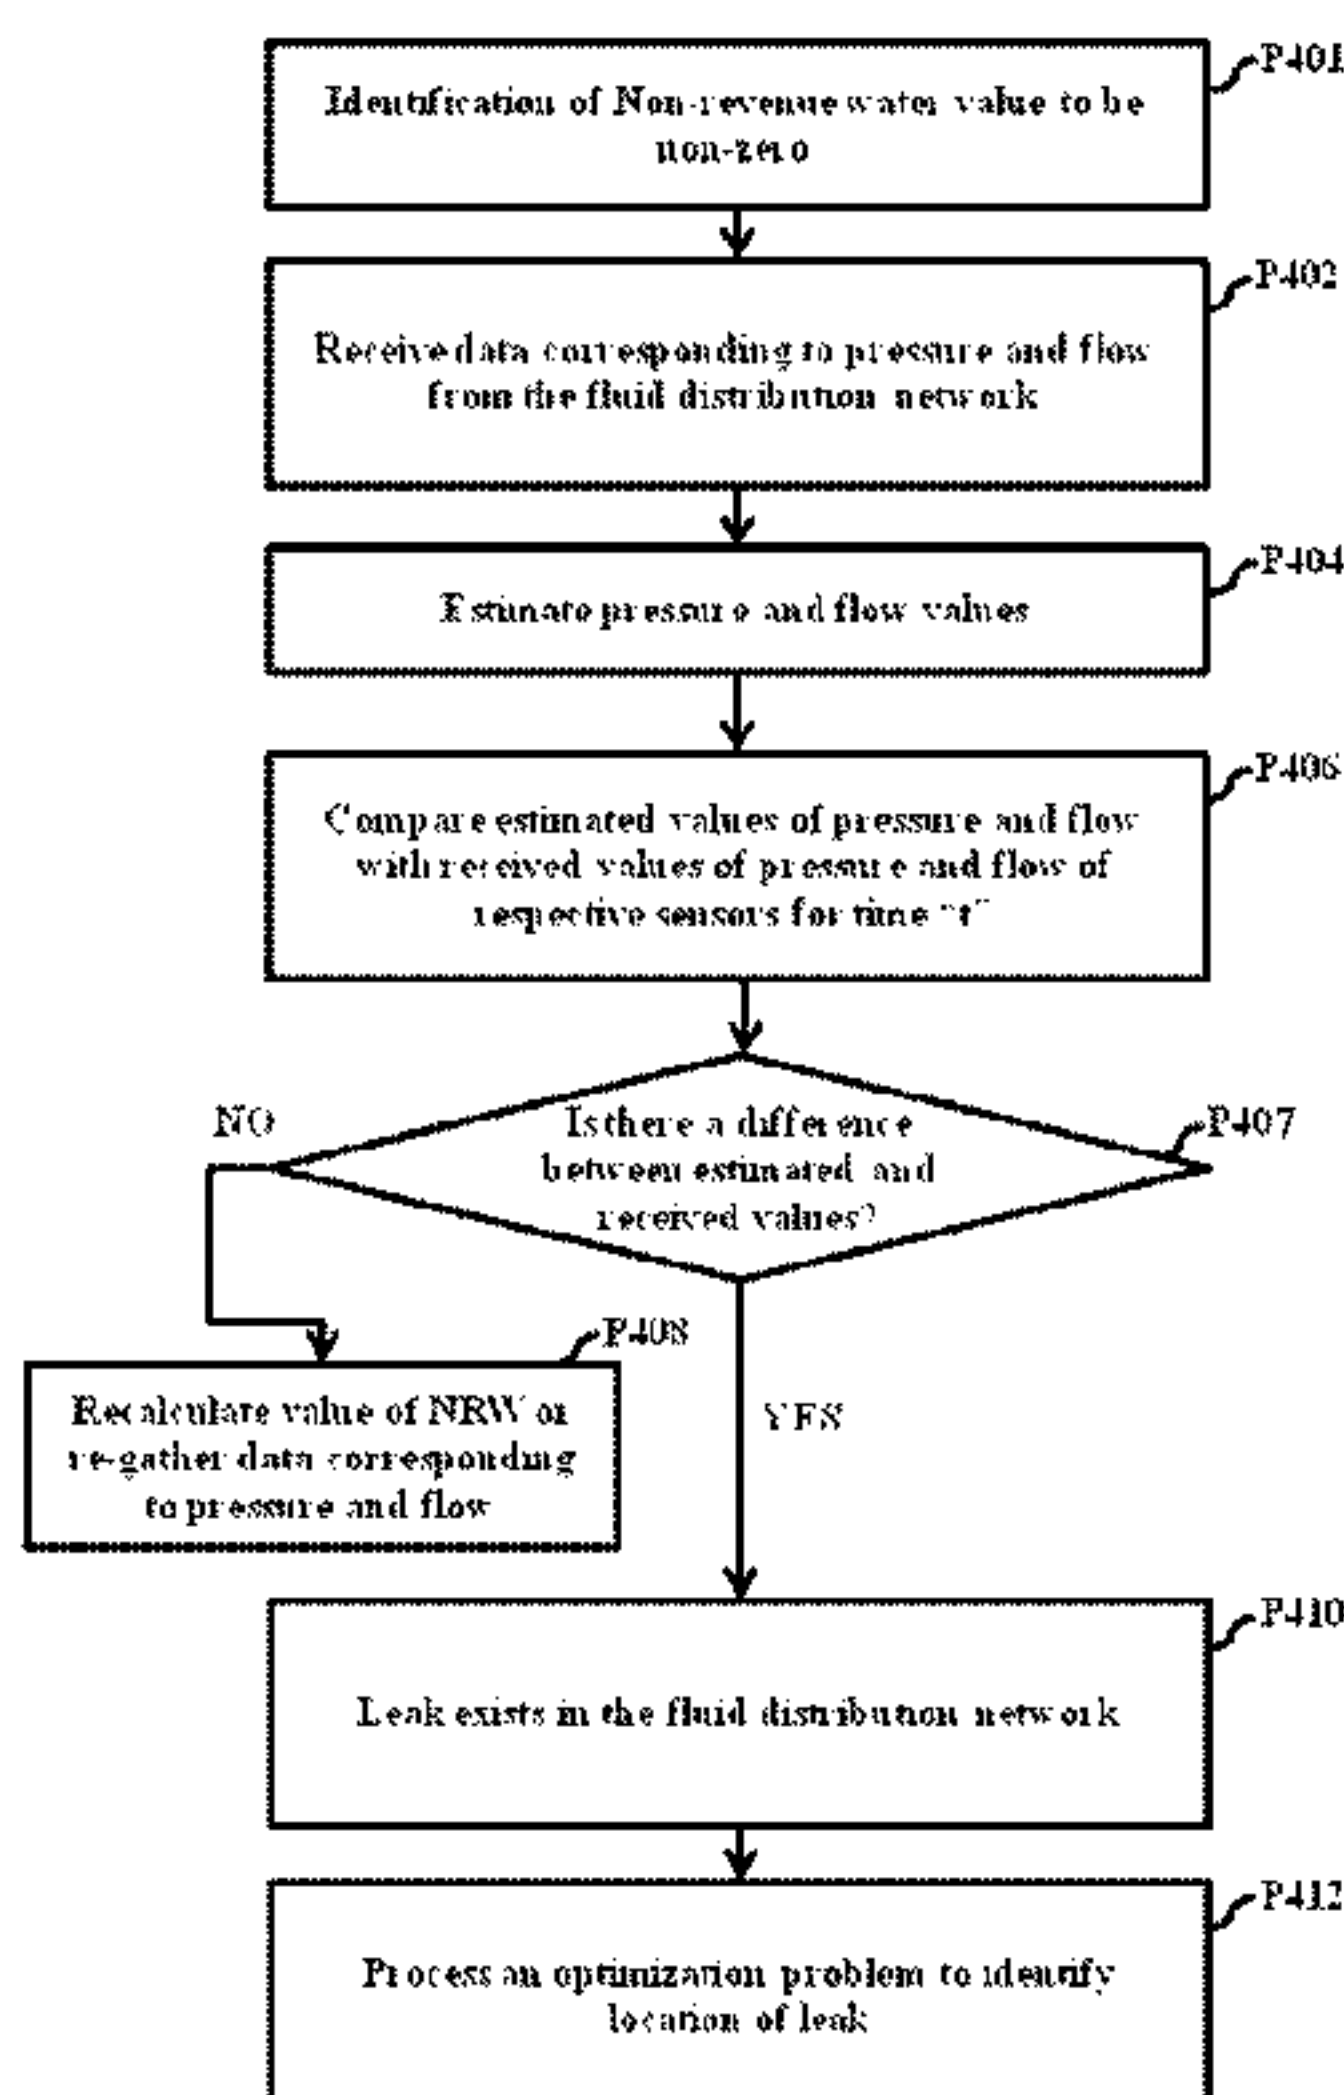 P401
Identification of Non-revenue water value to be
non-zero
P402
Receive data corresponding to pressure and flow
from the fluid distribution network
P404
Estimate pressure and flow values
P406
Compare estimated values of pressure and flow
with received values of pressure and flow of
respective sensors for time "t"
NO
Is there a difference
between estimated and
received values?
P407
P408
Recalculate value of NRW or
re-gather data corresponding
to pressure and flow
YES
P410
Leak exists in the fluid distribution network
P412
Process an optimization problem to identify
location of leak